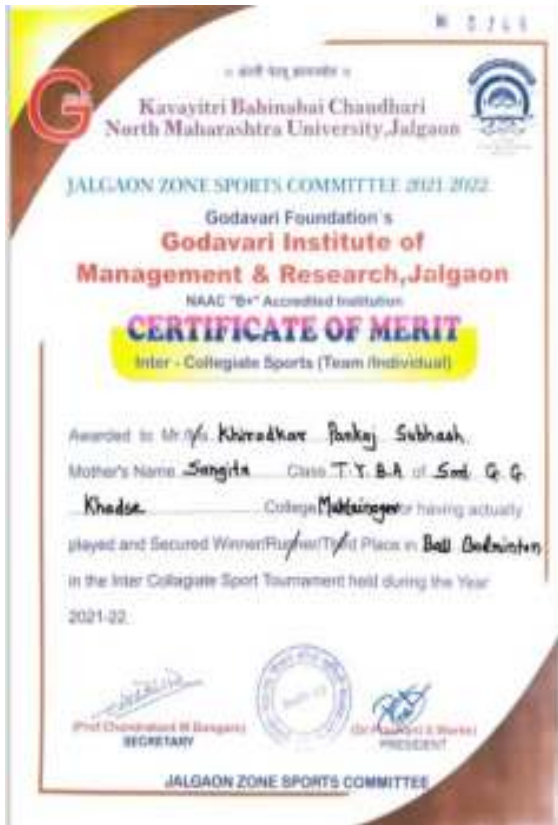 G
Kavayitri Bahinabai Chaudhari
North Maharashtra University,Jalgaon
JALGAON ZONE SPORTS COMMITTEE 2021-2022
Godavari Foundation's
Godavari Institute of
Management & Research,Jalgaon
NAAC "B+" Accredited Institution
CERTIFICATE OF MERIT
Inter - Collegiate Sports (Team /Individual)
Awarded to Mr./ Khiradkar Pankaj Subhash
Mother's Name Sangita Class T.Y.B.A of Smt. G. G.
Khadse College Muktainagar for having actually
played and Secured Winner/Runner/Third Place in Ball Badminton
in the Inter Collagiate Sport Tournament held during the Year
2021-22.
SECRETARY
PRESIDENT
JALGAON ZONE SPORTS COMMITTEE